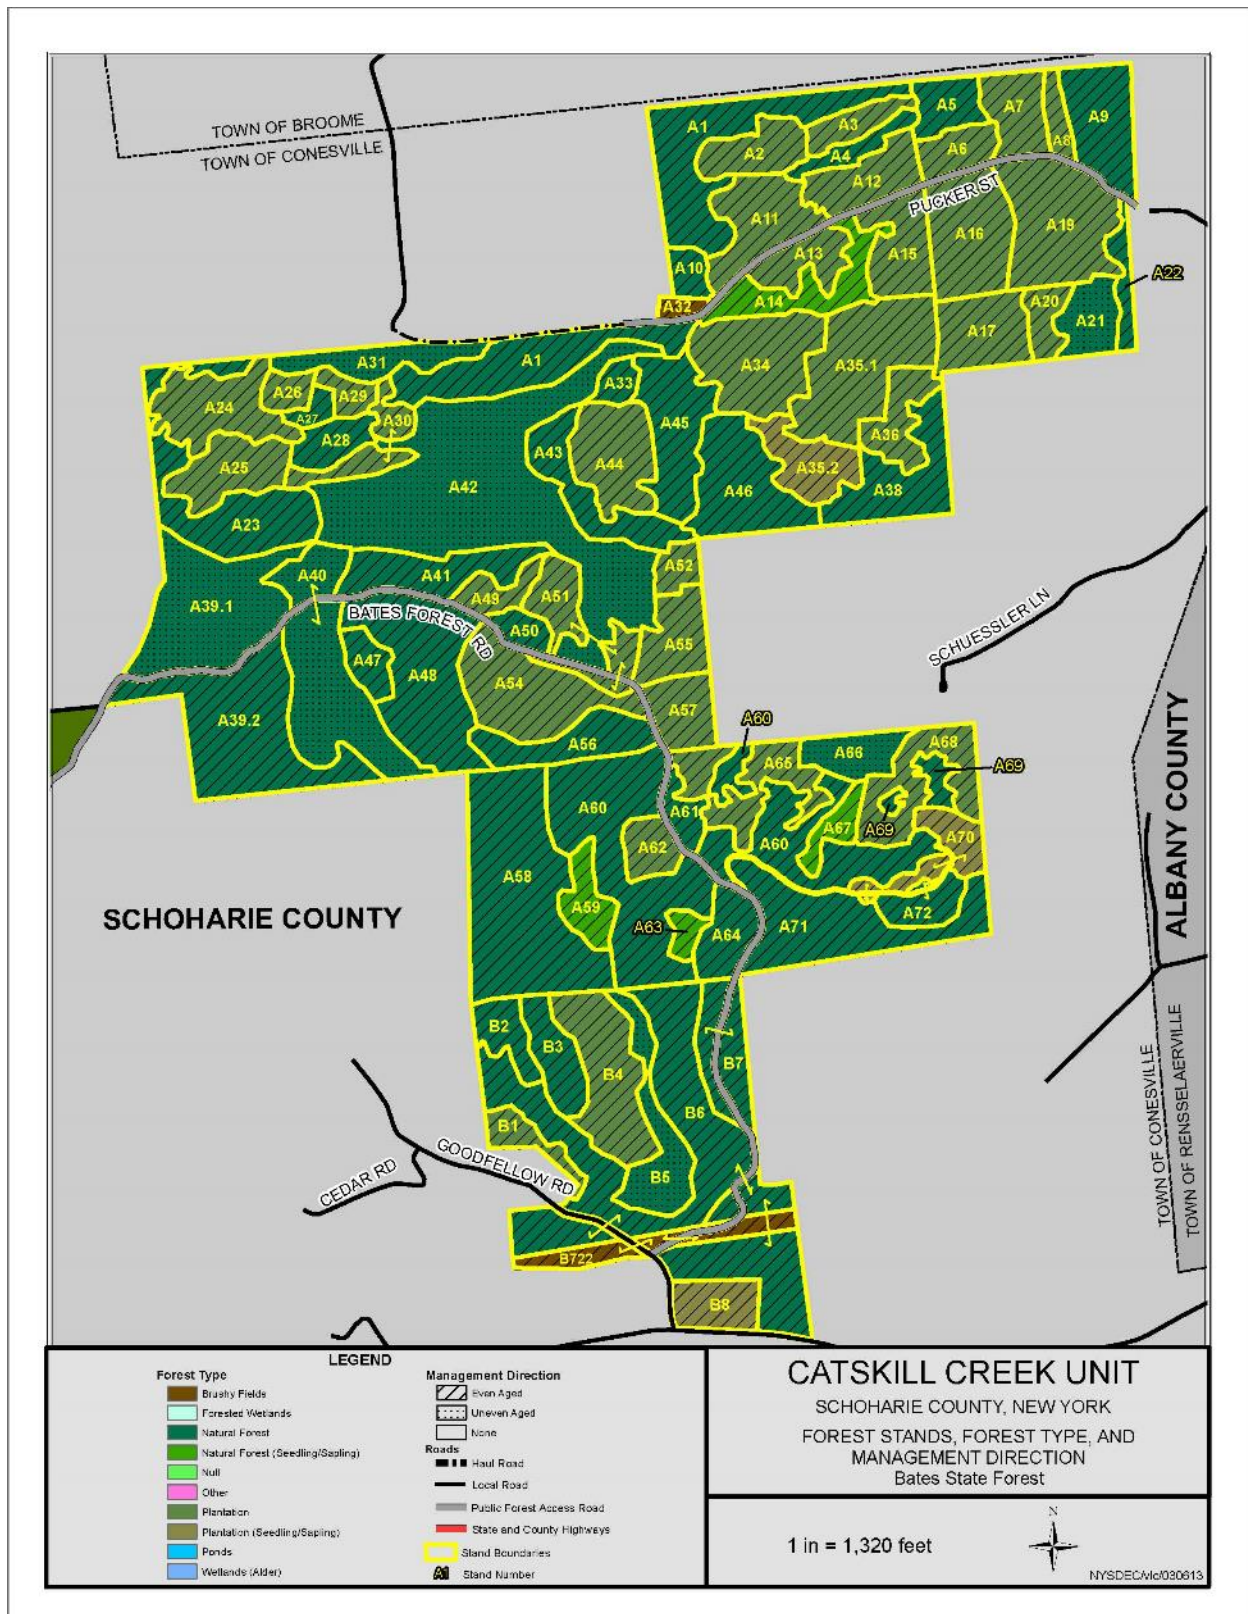 TOWN OF BROOME
TOWN OF CONESVILLE
A1
A2
A3
A4
A5
A6
A7
A8
A9
A10
A11
A12
PUCKER ST
A13
A14
A15
A16
A19
A22
A32
A17
A20
A21
A31
A1
A33
A34
A35.1
A24
A26
A29
A27
A30
A28
A25
A43
A44
A45
A36
A35.2
A42
A46
A38
A23
A40
A41
A52
A39.1
A49
A51
BATES FOREST RD
A50
A55
A47
A48
A54
SCHUESSLER LN
A39.2
A57
A56
A60
A65
A66
A68
A69
A60
A61
A67
A69
A70
A62
A60
A58
A59
A63
A64
A71
A72
SCHOHARIE COUNTY
ALBANY COUNTY
B2
B3
B4
B7
B1
B6
B5
GOODFELLOW RD
CEDAR RD
TOWN OF CONESVILLE
TOWN OF RENSSELAERVILLE
B722
B8
LEGEND
Forest Type
Brushy Fields
Forested Wetlands
Natural Forest
Natural Forest (Seedling/Sapling)
Null
Other
Plantation
Plantation (Seedling/Sapling)
Ponds
Wetlands (Alder)
Management Direction
Even Aged
Uneven Aged
None
Roads
Haul Road
Local Road
Public Forest Access Road
State and County Highways
Stand Boundaries
A1 Stand Number
CATSKILL CREEK UNIT
SCHOHARIE COUNTY, NEW YORK
FOREST STANDS, FOREST TYPE, AND
MANAGEMENT DIRECTION
Bates State Forest
1 in = 1,320 feet
N
NYSDEC/vlc/030613